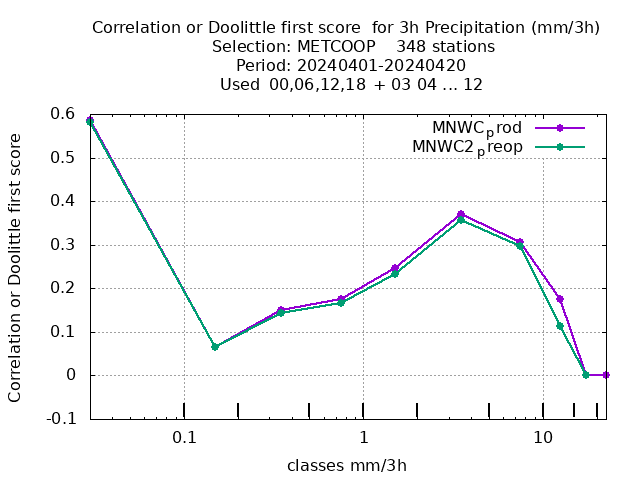 Correlation or Doolittle first score  for 3h Precipitation (mm/3h)
Selection: METCOOP    348 stations
Period: 20240401-20240420
Used  00,06,12,18 + 03 04 ... 12
Correlation or Doolittle first score
0.6
0.5
0.4
0.3
0.2
0.1
0
-0.1
MNWCprod
MNWC2preop
0.1
1
10
classes mm/3h